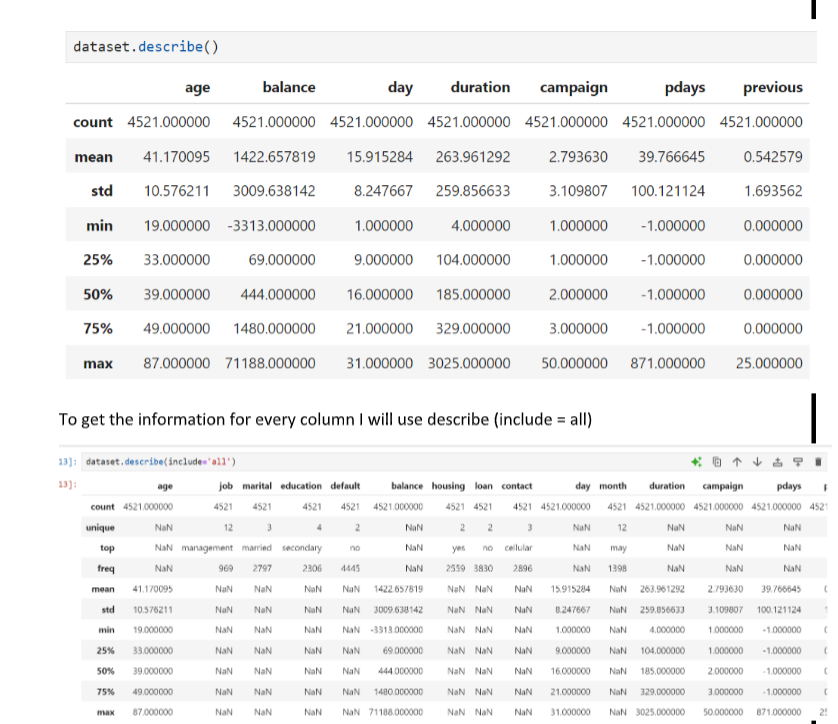 dataset.describe()
age balance day duration campaign pdays previous
count 4521.000000 4521.000000 4521.000000 4521.000000 4521.000000 4521.000000 4521.000000
mean 41.170095 1422.657819 15.915284 263.961292 2.793630 39.766645 0.542579
std 10.576211 3009.638142 8.247667 259.856633 3.109807 100.121124 1.693562
min 19.000000 -3313.000000 1.000000 4.000000 1.000000 -1.000000 0.000000
25% 33.000000 69.000000 9.000000 104.000000 1.000000 -1.000000 0.000000
50% 39.000000 444.000000 16.000000 185.000000 2.000000 -1.000000 0.000000
75% 49.000000 1480.000000 21.000000 329.000000 3.000000 -1.000000 0.000000
max 87.000000 71188.000000 31.000000 3025.000000 50.000000 871.000000 25.000000
To get the information for every column I will use describe (include = all)
13]: dataset.describe(include='all')
13]:
age job marital education default balance housing loan contact day month duration campaign pdays
count 4521.000000 4521 4521 4521 4521 4521.000000 4521 4521 4521 4521.000000 4521 4521.000000 4521.000000 4521.000000 452
unique NaN 12 3 4 2 NaN 2 2 3 NaN 12 NaN NaN NaN
top NaN management married secondary no NaN yes no cellular NaN may NaN NaN NaN
freq NaN 969 2797 2306 4445 NaN 2559 3830 2896 NaN 1398 NaN NaN NaN
mean 41.170095 NaN NaN NaN NaN 1422.657819 NaN NaN NaN 15.915284 NaN 263.961292 2.793630 39.766645
std 10.576211 NaN NaN NaN NaN 3009.638142 NaN NaN NaN 8.247667 NaN 259.856633 3.109807 100.121124
min 19.000000 NaN NaN NaN NaN -3313.000000 NaN NaN NaN 1.000000 NaN 4.000000 1.000000 -1.000000
25% 33.000000 NaN NaN NaN NaN 69.000000 NaN NaN NaN 9.000000 NaN 104.000000 1.000000 -1.000000
50% 39.000000 NaN NaN NaN NaN 444.000000 NaN NaN NaN 16.000000 NaN 185.000000 2.000000 -1.000000
75% 49.000000 NaN NaN NaN NaN 1480.000000 NaN NaN NaN 21.000000 NaN 329.000000 3.000000 -1.000000
max 87.000000 NaN NaN NaN NaN 71188.000000 NaN NaN NaN 31.000000 NaN 3025.000000 50.000000 871.000000